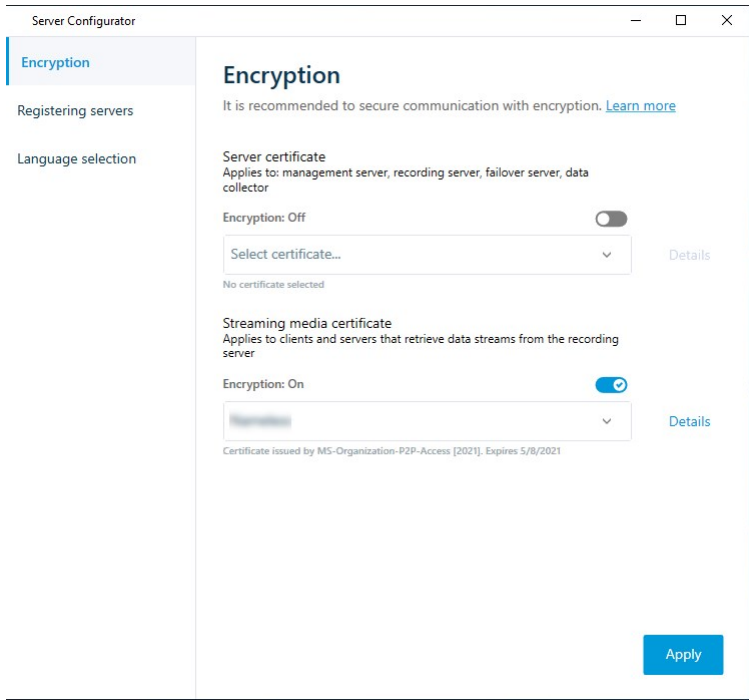 Server Configurator
Encryption
Registering servers
Language selection
Encryption
It is recommended to secure communication with encryption. Learn more
Server certificate
Applies to: management server, recording server, failover server, data
collector
Encryption: Off
Select certificate...
Details
No certificate selected
Streaming media certificate
Applies to clients and servers that retrieve data streams from the recording
server
Encryption: On
Details
Certificate issued by MS-Organization-P2P-Access [2021]. Expires 5/8/2021
Apply